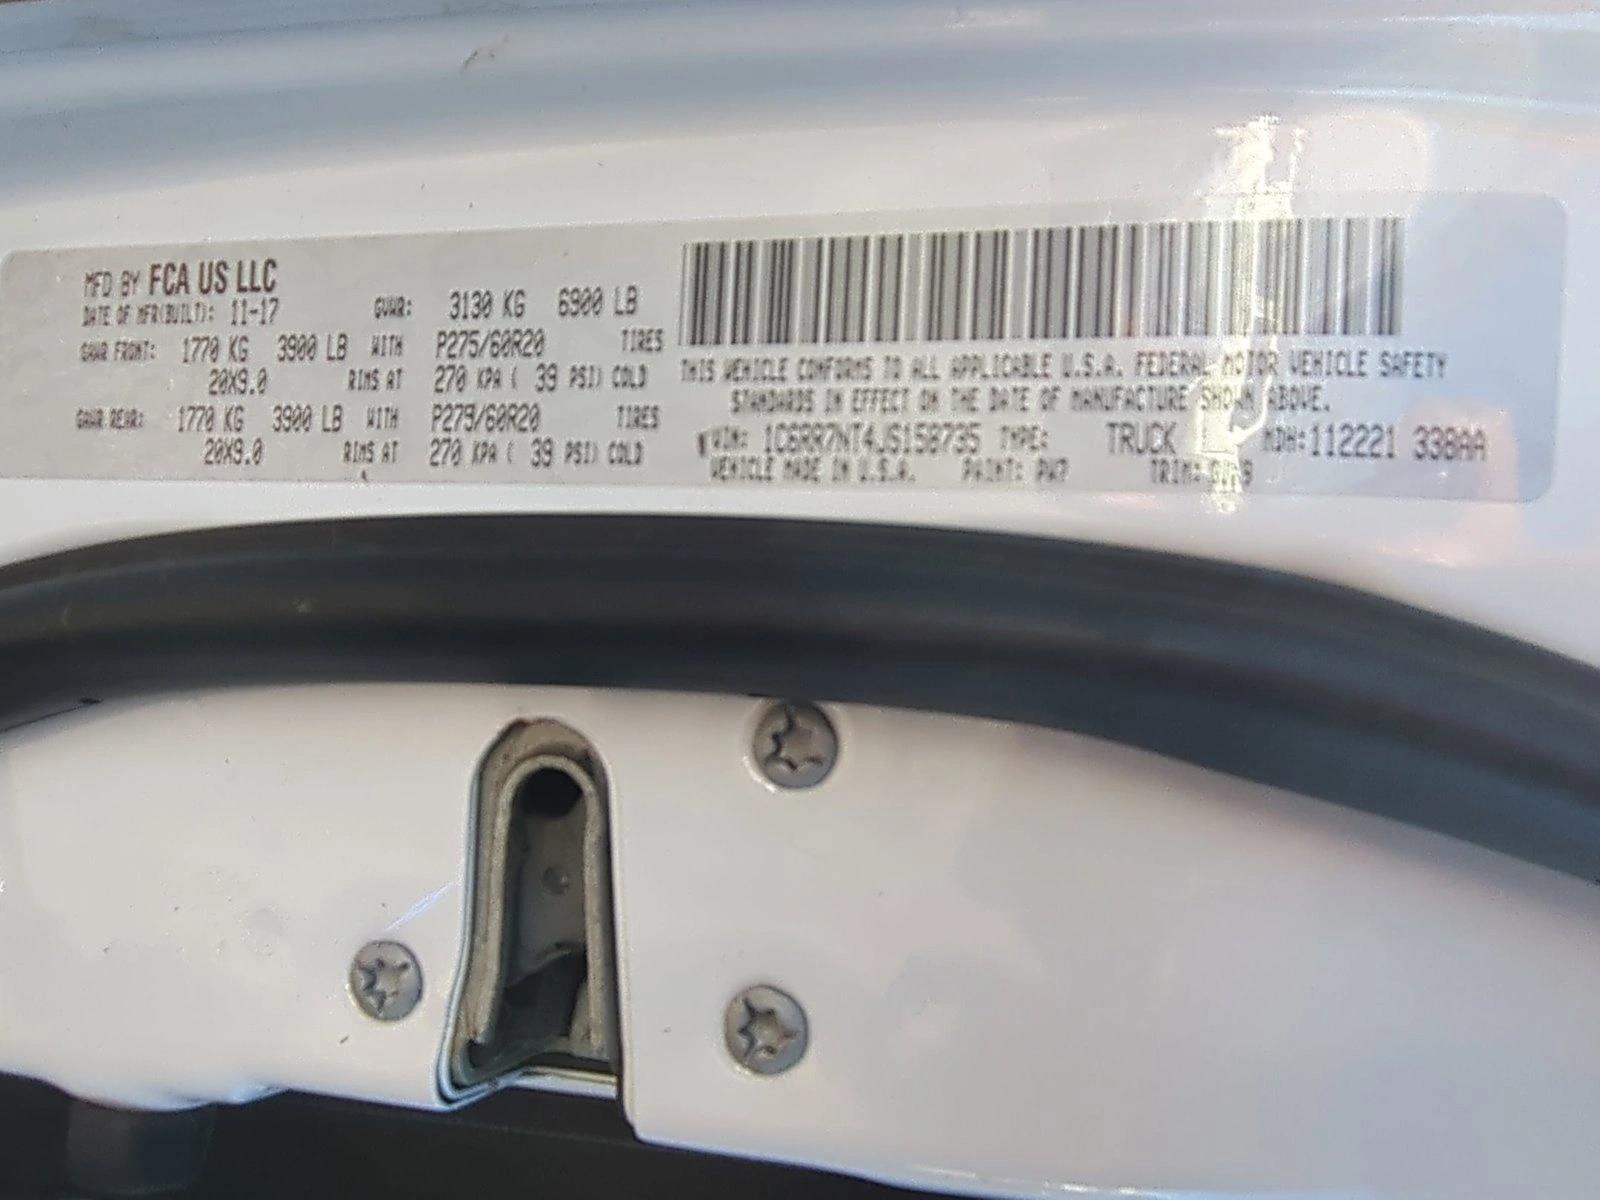 MFD BY FCA US LLC
DATE OF MFR(BUILT): 11-17 GVWR: 3130 KG 6900 LB
GAWR FRONT: 1770 KG 3900 LB WITH P275/60R20 TIRES
20X9.0 RIMS AT 270 KPA ( 39 PSI) COLD
GAWR REAR: 1770 KG 3900 LB WITH P275/60R20 TIRES
20X9.0 RIMS AT 270 KPA ( 39 PSI) COLD
THIS VEHICLE CONFORMS TO ALL APPLICABLE U.S.A. FEDERAL MOTOR VEHICLE SAFETY
STANDARDS IN EFFECT ON THE DATE OF MANUFACTURE SHOWN ABOVE.
VIN: 1C6RR7NT4JS158735 TYPE: TRUCK MDH:112221 338AA
VEHICLE MADE IN U.S.A. PAINT: PW7 TRIM: